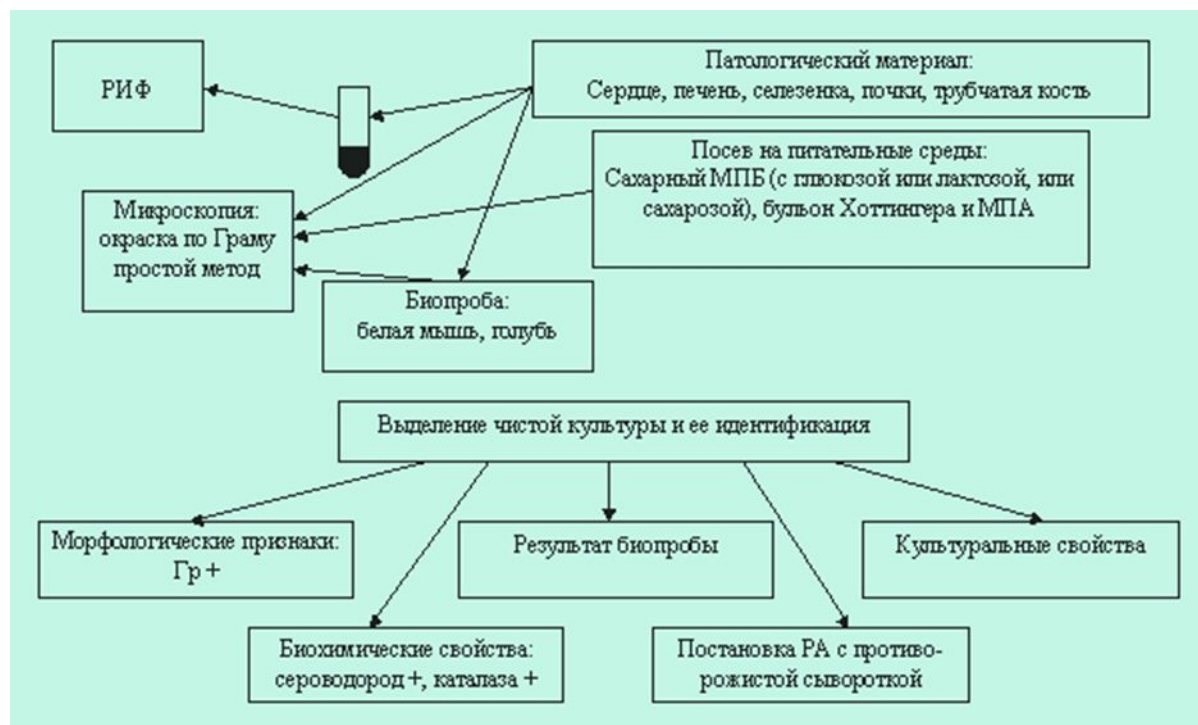 РИФ
Патологический материал:
Сердце, печень, селезенка, почки, трубчатая кость
Посев на питательные среды:
Сахарный МПБ (с глюкозой или лактозой, или
сахарозой), бульон Хоттингера и МПА
Микроскопия:
окраска по Граму
простой метод
Биопроба:
белая мышь, голубь
Выделение чистой культуры и ее идентификация
Морфологические признаки:
Гр +
Результат биопробы
Культуральные свойства
Биохимические свойства:
сероводород +, каталаза +
Постановка РА с противо-
рожистой сывороткой